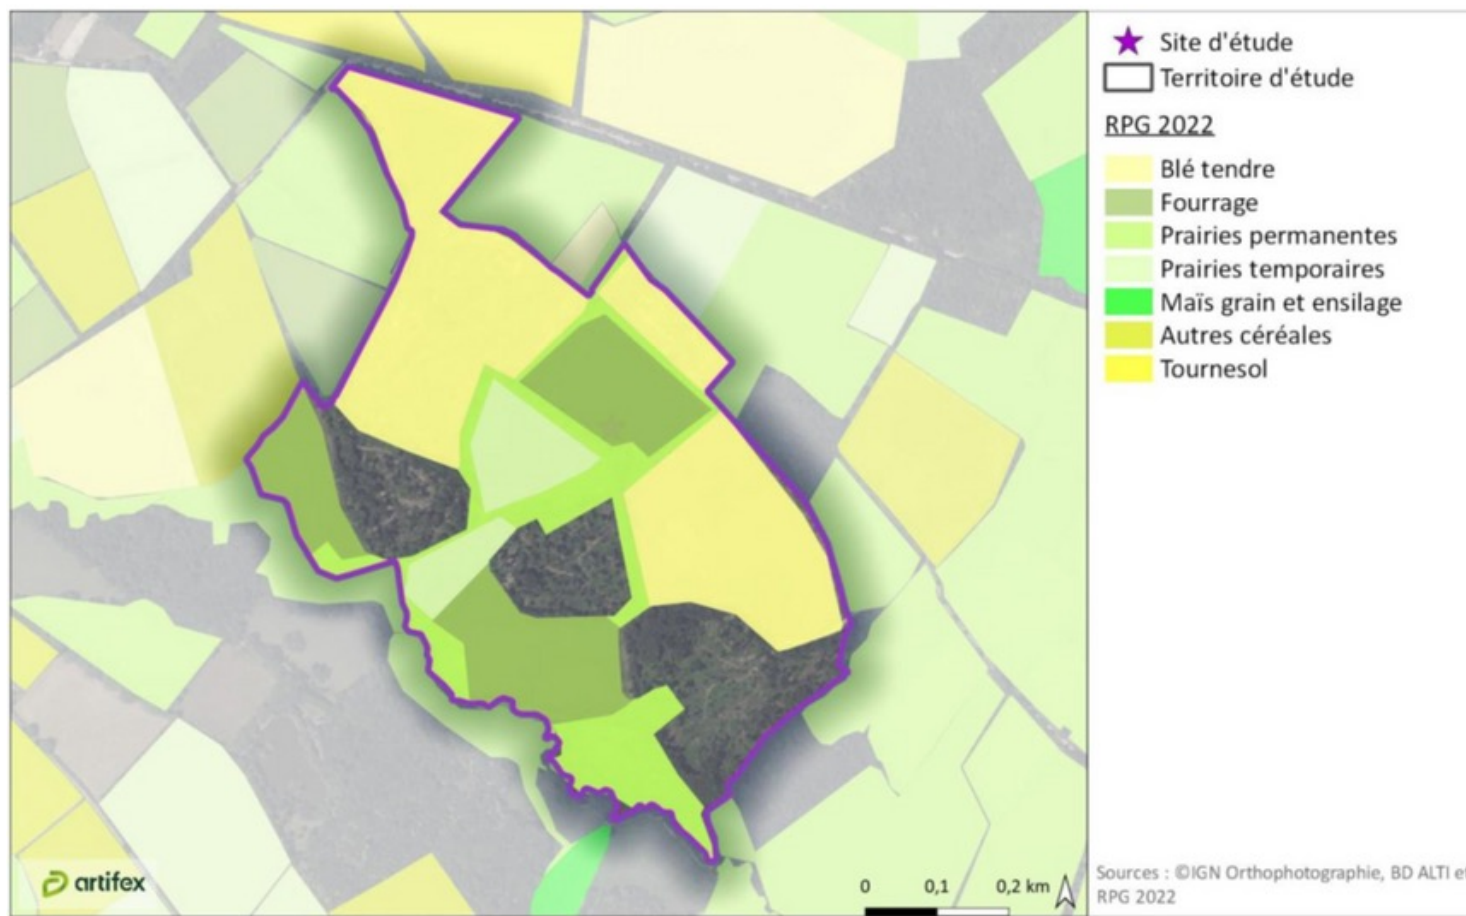 Site d'étude
Territoire d'étude
RPG 2022
Blé tendre
Fourrage
Prairies permanentes
Prairies temporaires
Maïs grain et ensilage
Autres céréales
Tournesol
artifex
0 0,1 0,2 km
Sources : ©IGN Orthophotographie, BD ALTI et
RPG 2022